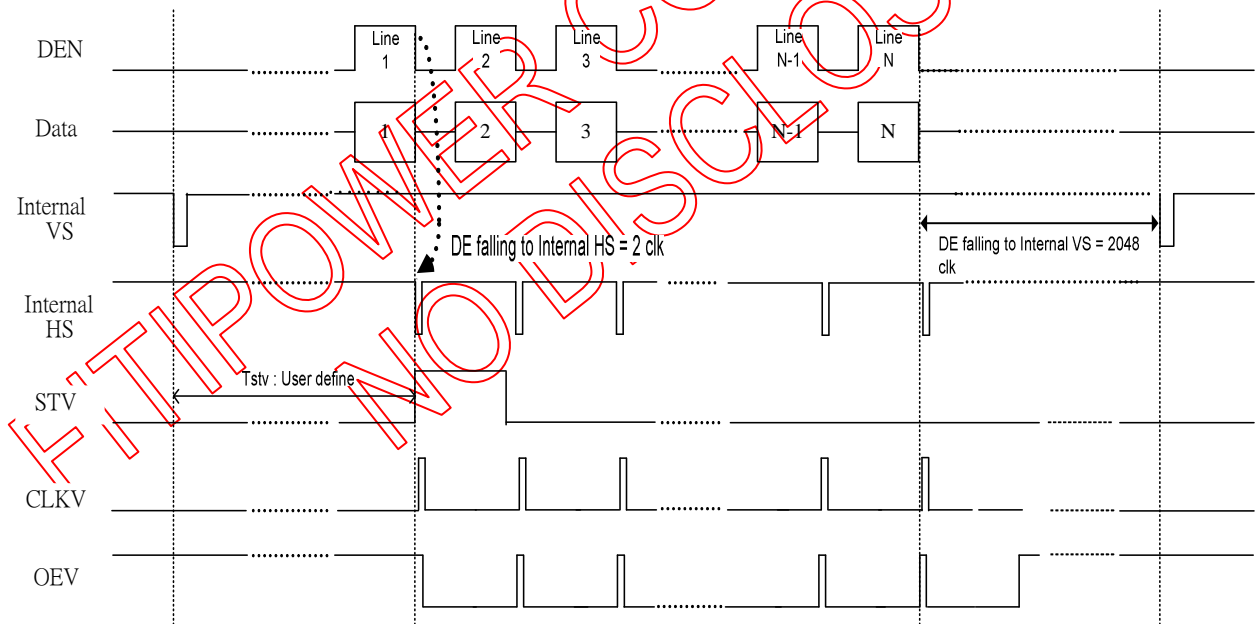 DEN
Line
1
Line
2
Line
3
Line
N-1
Line
N
Data
1
2
3
N-1
N
Internal
VS
DE falling to Internal HS = 2 clk
DE falling to Internal VS = 2048
clk
Internal
HS
Tstv : User define
STV
CLKV
OEV
NO DISCLOS